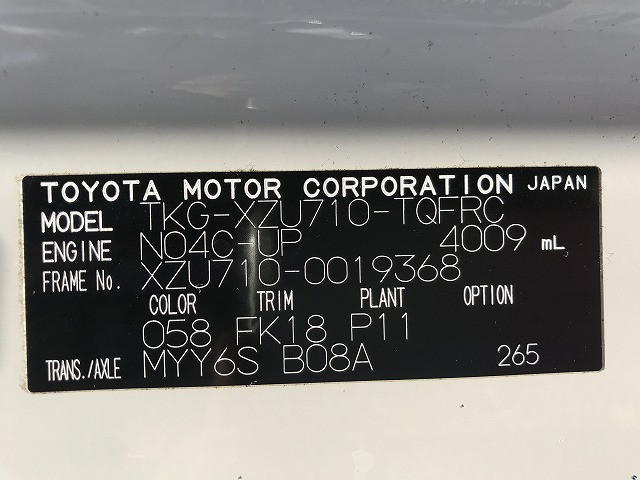 TOYOTA MOTOR CORPORATION JAPAN
MODEL TKG-XZU710-TQFRC
ENGINE N04C-UP 4009 mL
FRAME No. XZU710-0019368
COLOR TRIM PLANT OPTION
058 FK18 P11
TRANS./AXLE MYY6S B08A 265